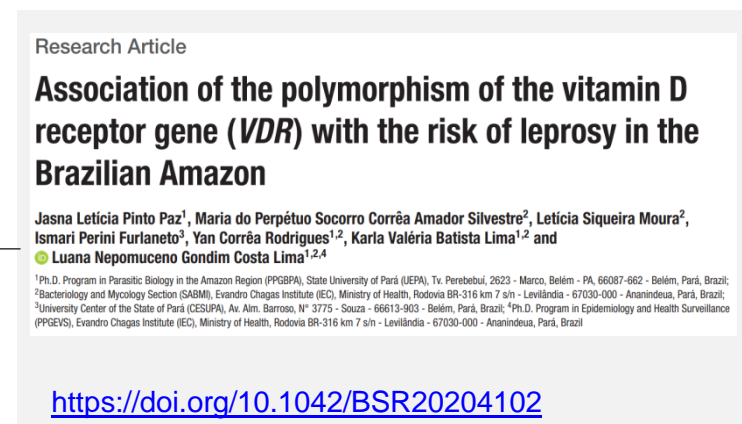 Research Article
Association of the polymorphism of the vitamin D
receptor gene (VDR) with the risk of leprosy in the
Brazilian Amazon
Jasna Letícia Pinto Paz1, Maria do Perpétuo Socorro Corrêa Amador Silvestre2, Letícia Siqueira Moura2,
Ismari Perini Furlaneto3, Yan Corrêa Rodrigues1,2, Karla Valéria Batista Lima1,2 and
iD Luana Nepomuceno Gondim Costa Lima1,2,4
1Ph.D. Program in Parasitic Biology in the Amazon Region (PPGBPA), State University of Pará (UEPA), Tv. Perebebuí, 2623 - Marco, Belém - PA, 66087-662 - Belém, Pará, Brazil;
2Bacteriology and Mycology Section (SABMI), Evandro Chagas Institute (IEC), Ministry of Health, Rodovia BR-316 km 7 s/n - Levilândia - 67030-000 - Ananindeua, Pará, Brazil;
3University Center of the State of Pará (CESUPA), Av. Alm. Barroso, N° 3775 - Souza - 66613-903 - Belém, Pará, Brazil; 4Ph.D. Program in Epidemiology and Health Surveillance
(PPGEVS), Evandro Chagas Institute (IEC), Ministry of Health, Rodovia BR-316 km 7 s/n - Levilândia - 67030-000 - Ananindeua, Pará, Brazil
https://doi.org/10.1042/BSR20204102